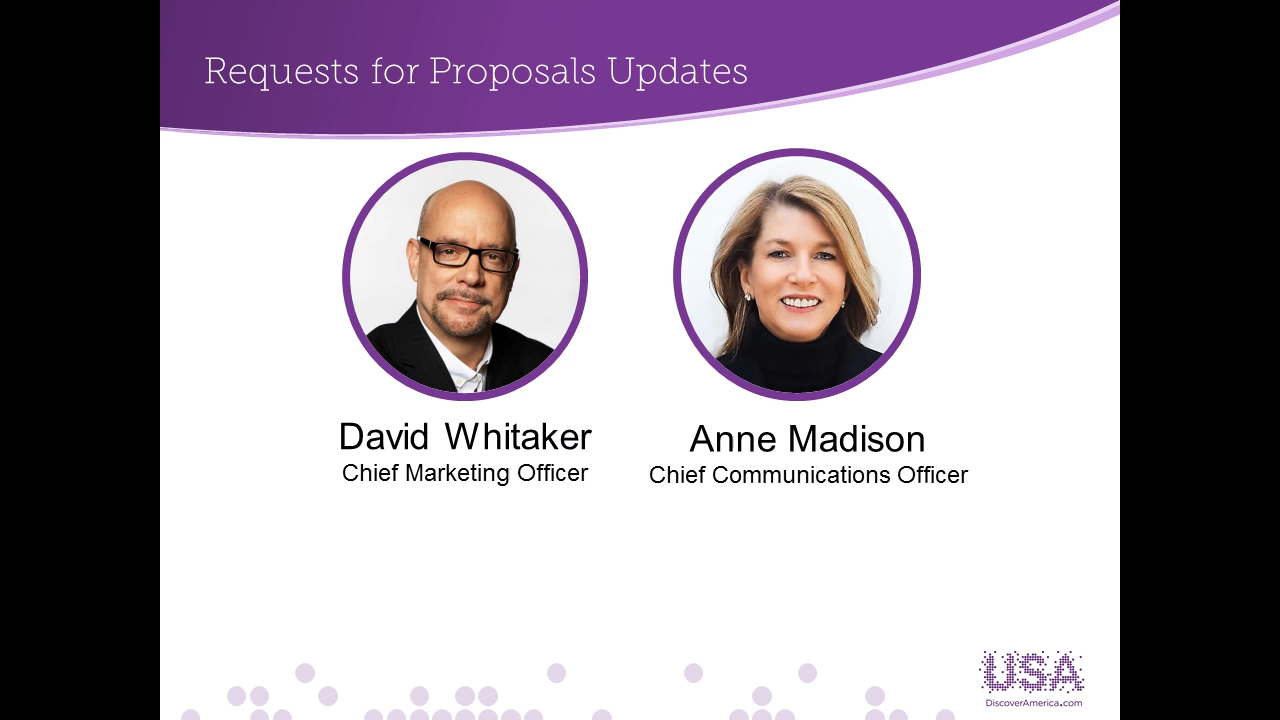 Requests for Proposals Updates
David Whitaker
Chief Marketing Officer
Anne Madison
Chief Communications Officer
USA
DiscoverAmerica.com